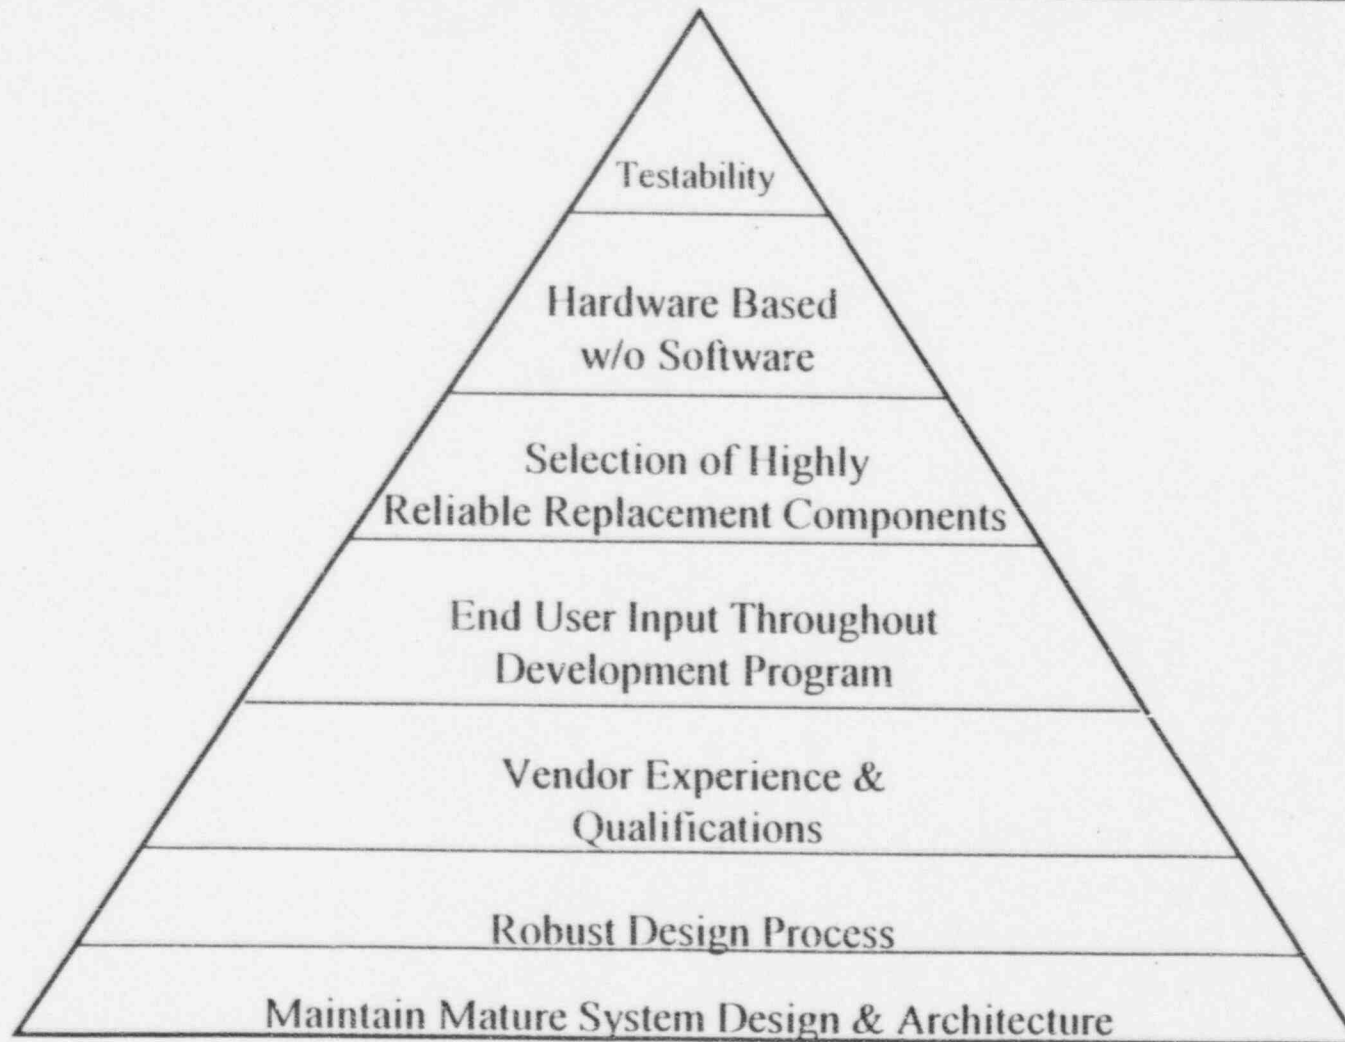 Testability
Hardware Based
w/o Software
Selection of Highly
Reliable Replacement Components
End User Input Throughout
Development Program
Vendor Experience &
Qualifications
Robust Design Process
Maintain Mature System Design & Architecture